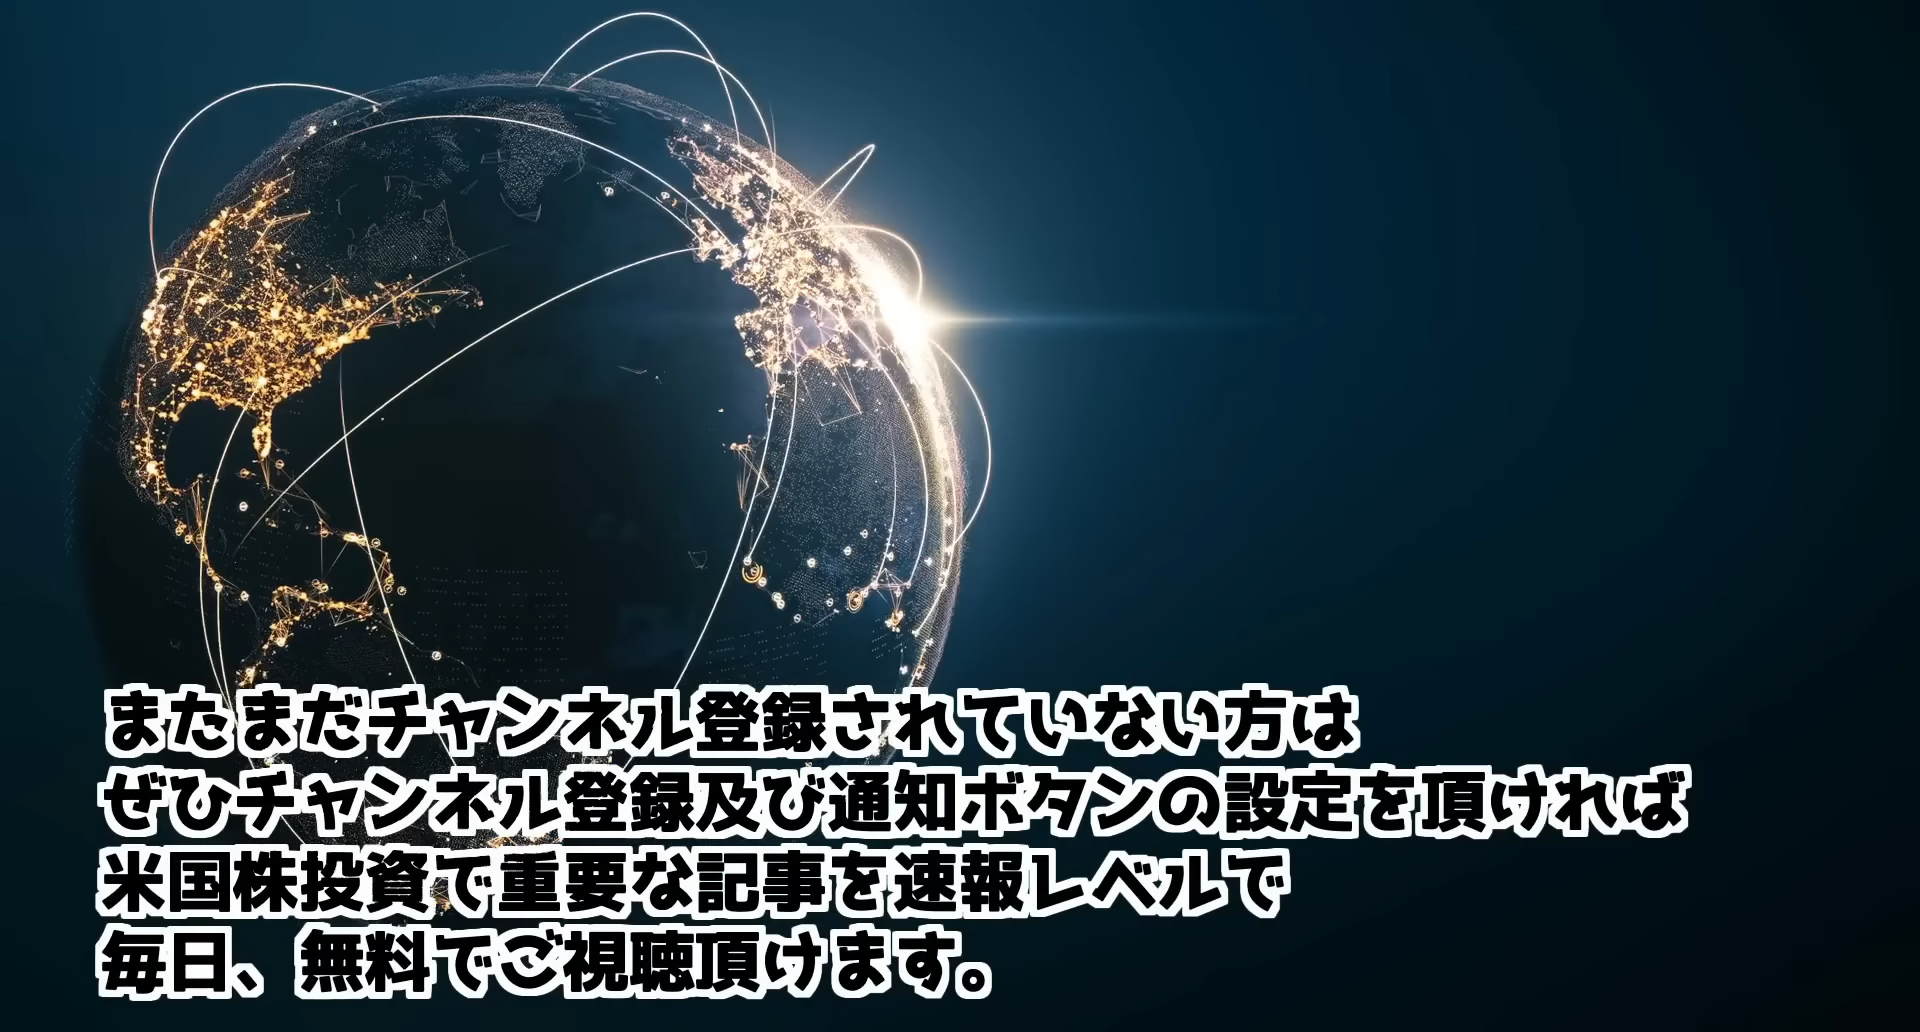 またまだチャンネル登録されていない方は
ぜひチャンネル登録及び通知ボタンの設定を頂ければ
米国株投資で重要な記事を速報レベルで
毎日、無料でご視聴頂けます。